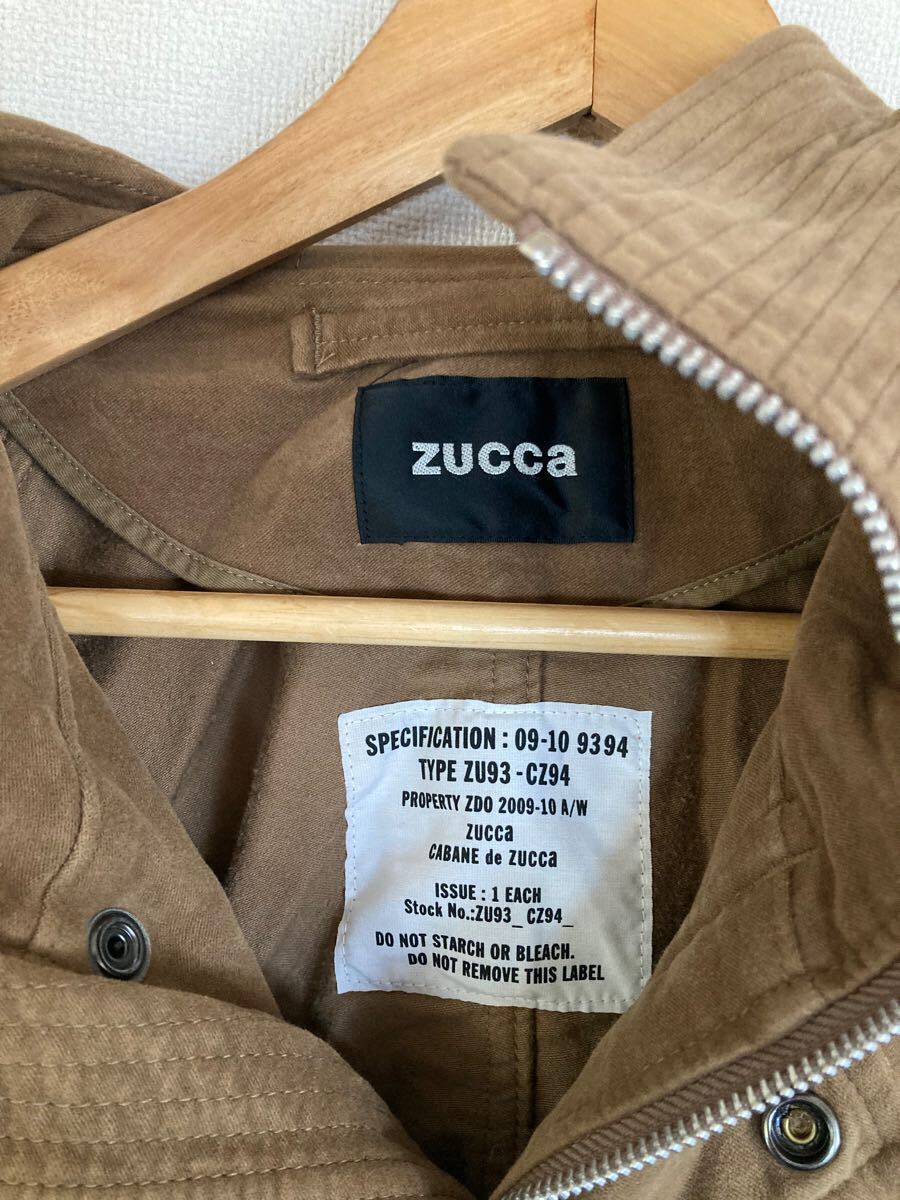 zucca
SPECIFICATION : 09-10 9394
TYPE ZU93-CZ94
PROPERTY ZDO 2009-10 A/W
zucca
CABANE de zucca
ISSUE : 1 EACH
Stock No.:ZU93_CZ94_
DO NOT STARCH OR BLEACH.
DO NOT REMOVE THIS LABEL